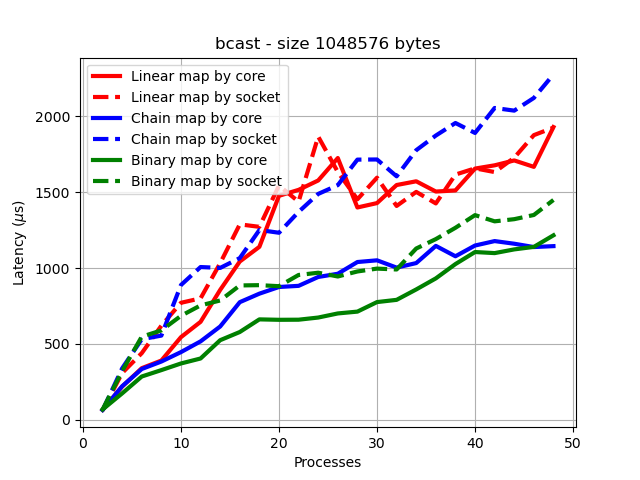 bcast - size 1048576 bytes
Linear map by core
Linear map by socket
Chain map by core
Chain map by socket
Binary map by core
Binary map by socket
2000
1500
1000
500
0
Latency (μs)
0 10 20 30 40 50
Processes